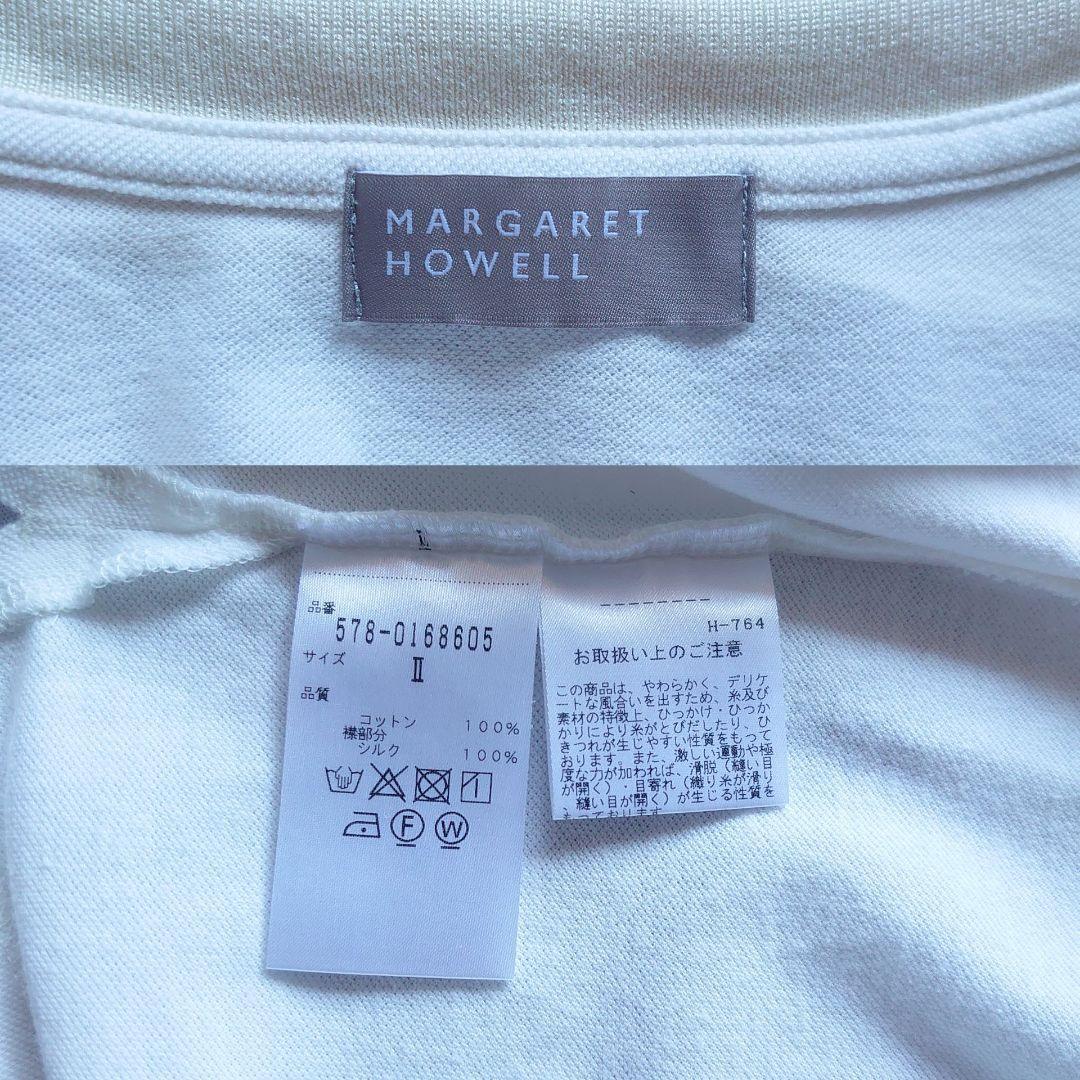 MARGARET
HOWELL
品番
578-0168605
サイズ
Ⅱ
品質
コットン 100%
襟部分
シルク 100%
F W
--------
H-764
お取扱い上のご注意
この商品は、やわらかく、デリケ
ートな風合いを出すため、糸及び
素材の特徴上、ひっかけ・ひっか
かりにより糸がとびだしたり、ひ
きつれが生じやすい性質をもって
おります。また、激しい運動や極
度な力が加われば、滑脱(縫い目
が開く)・目寄れ(織り糸が滑り
、縫い目が開く)が生じる性質を
もっております